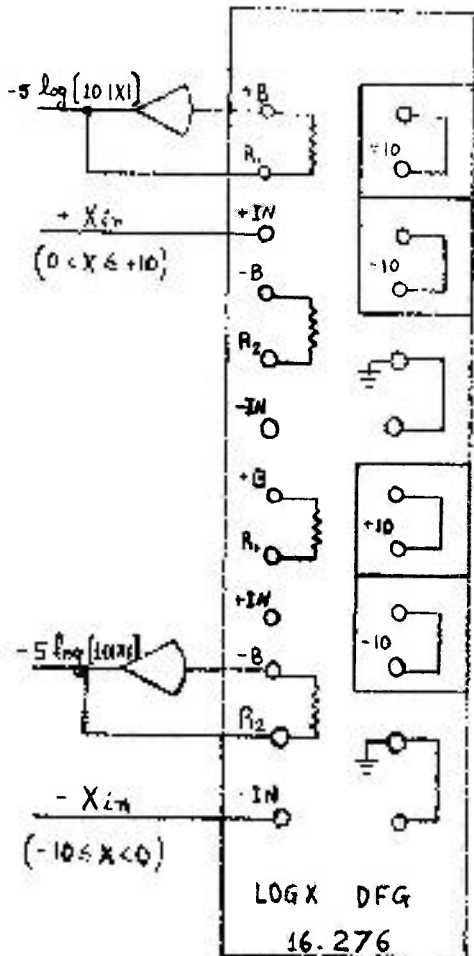 -5 log[10|X|]
+B
R1
+10
+ Xin
+IN
(0 < X ≤ +10)
-B
-10
R2
-IN
+B
R1
+10
+IN
-5 log[10|X|]
-B
-10
R2
- Xin
-IN
(-10 ≤ X < 0)
LOG X DFG
16.276